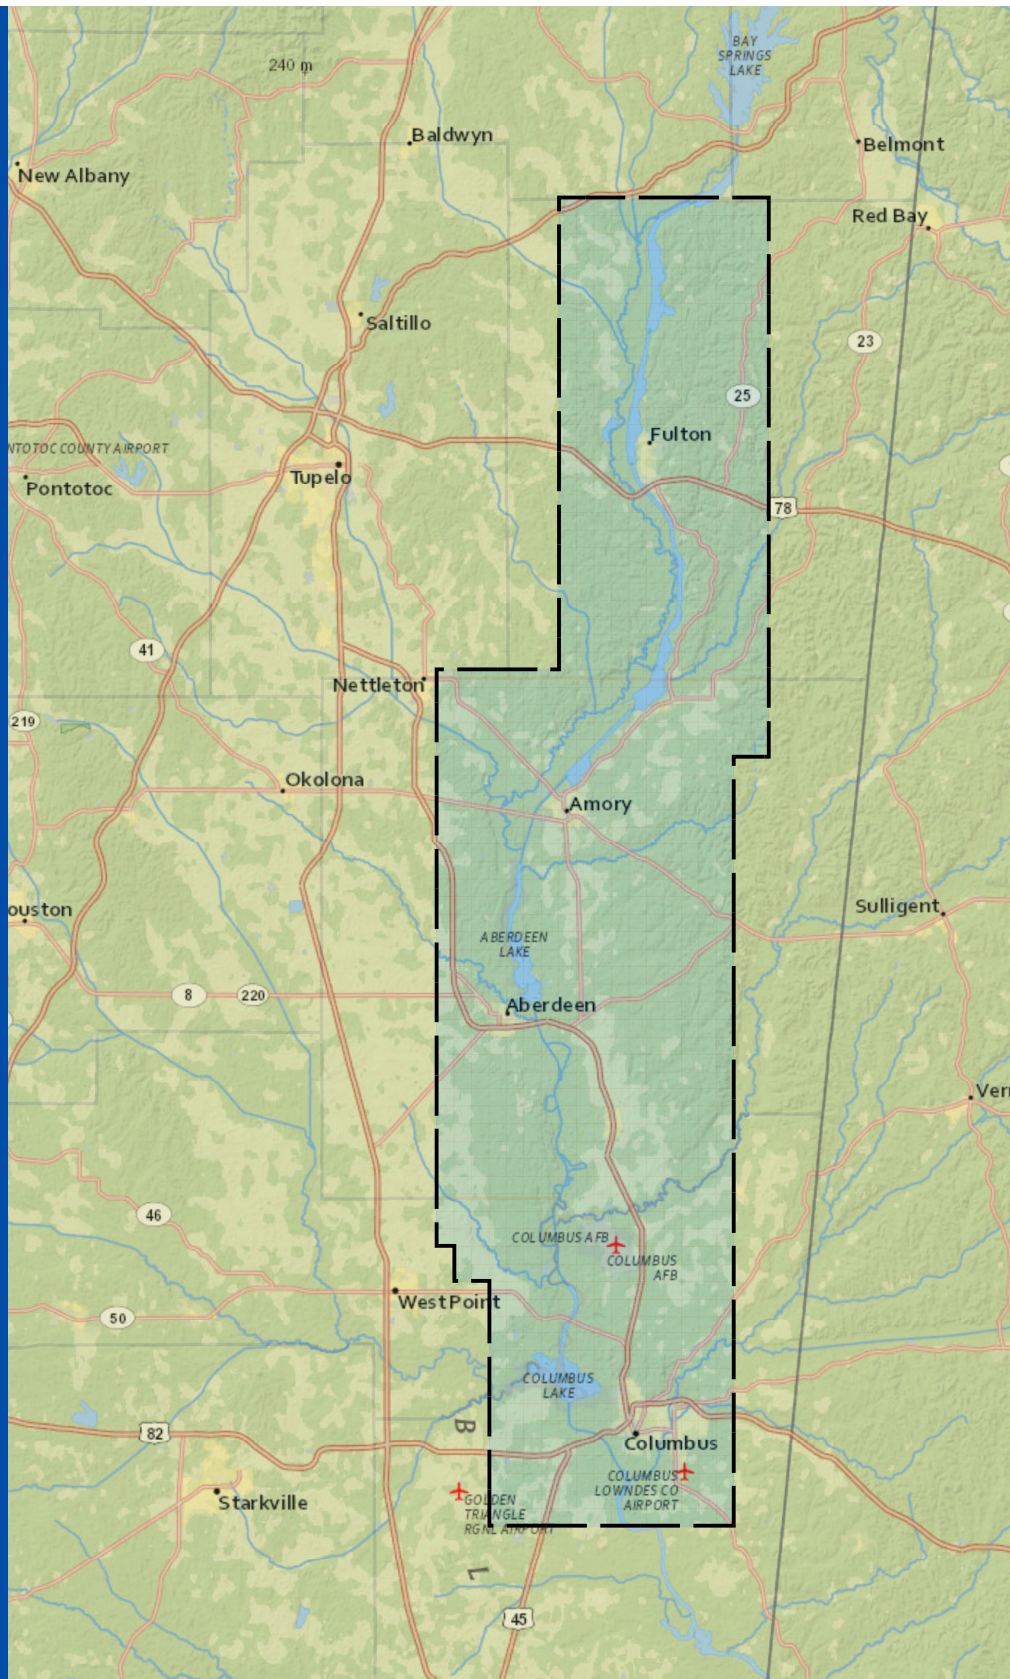 BAY
SPRINGS
LAKE
240 m
Baldwyn
Belmont
New Albany
Red Bay
Saltillo
23
25
Fulton
NTOTOC COUNTY AIRPORT
Tupelo
Pontotoc
78
41
Nettleton
219
Okolona
Amory
Sulligent
ouston
ABERDEEN
LAKE
8
220
Aberdeen
Ver
46
COLUMBUS AFB
COLUMBUS
AFB
West Point
50
COLUMBUS
LAKE
B
82
Columbus
COLUMBUS
LOWNDES CO
AIRPORT
Starkville
GOLDEN
TRIANGLE
RGNL AIRPORT
L
45